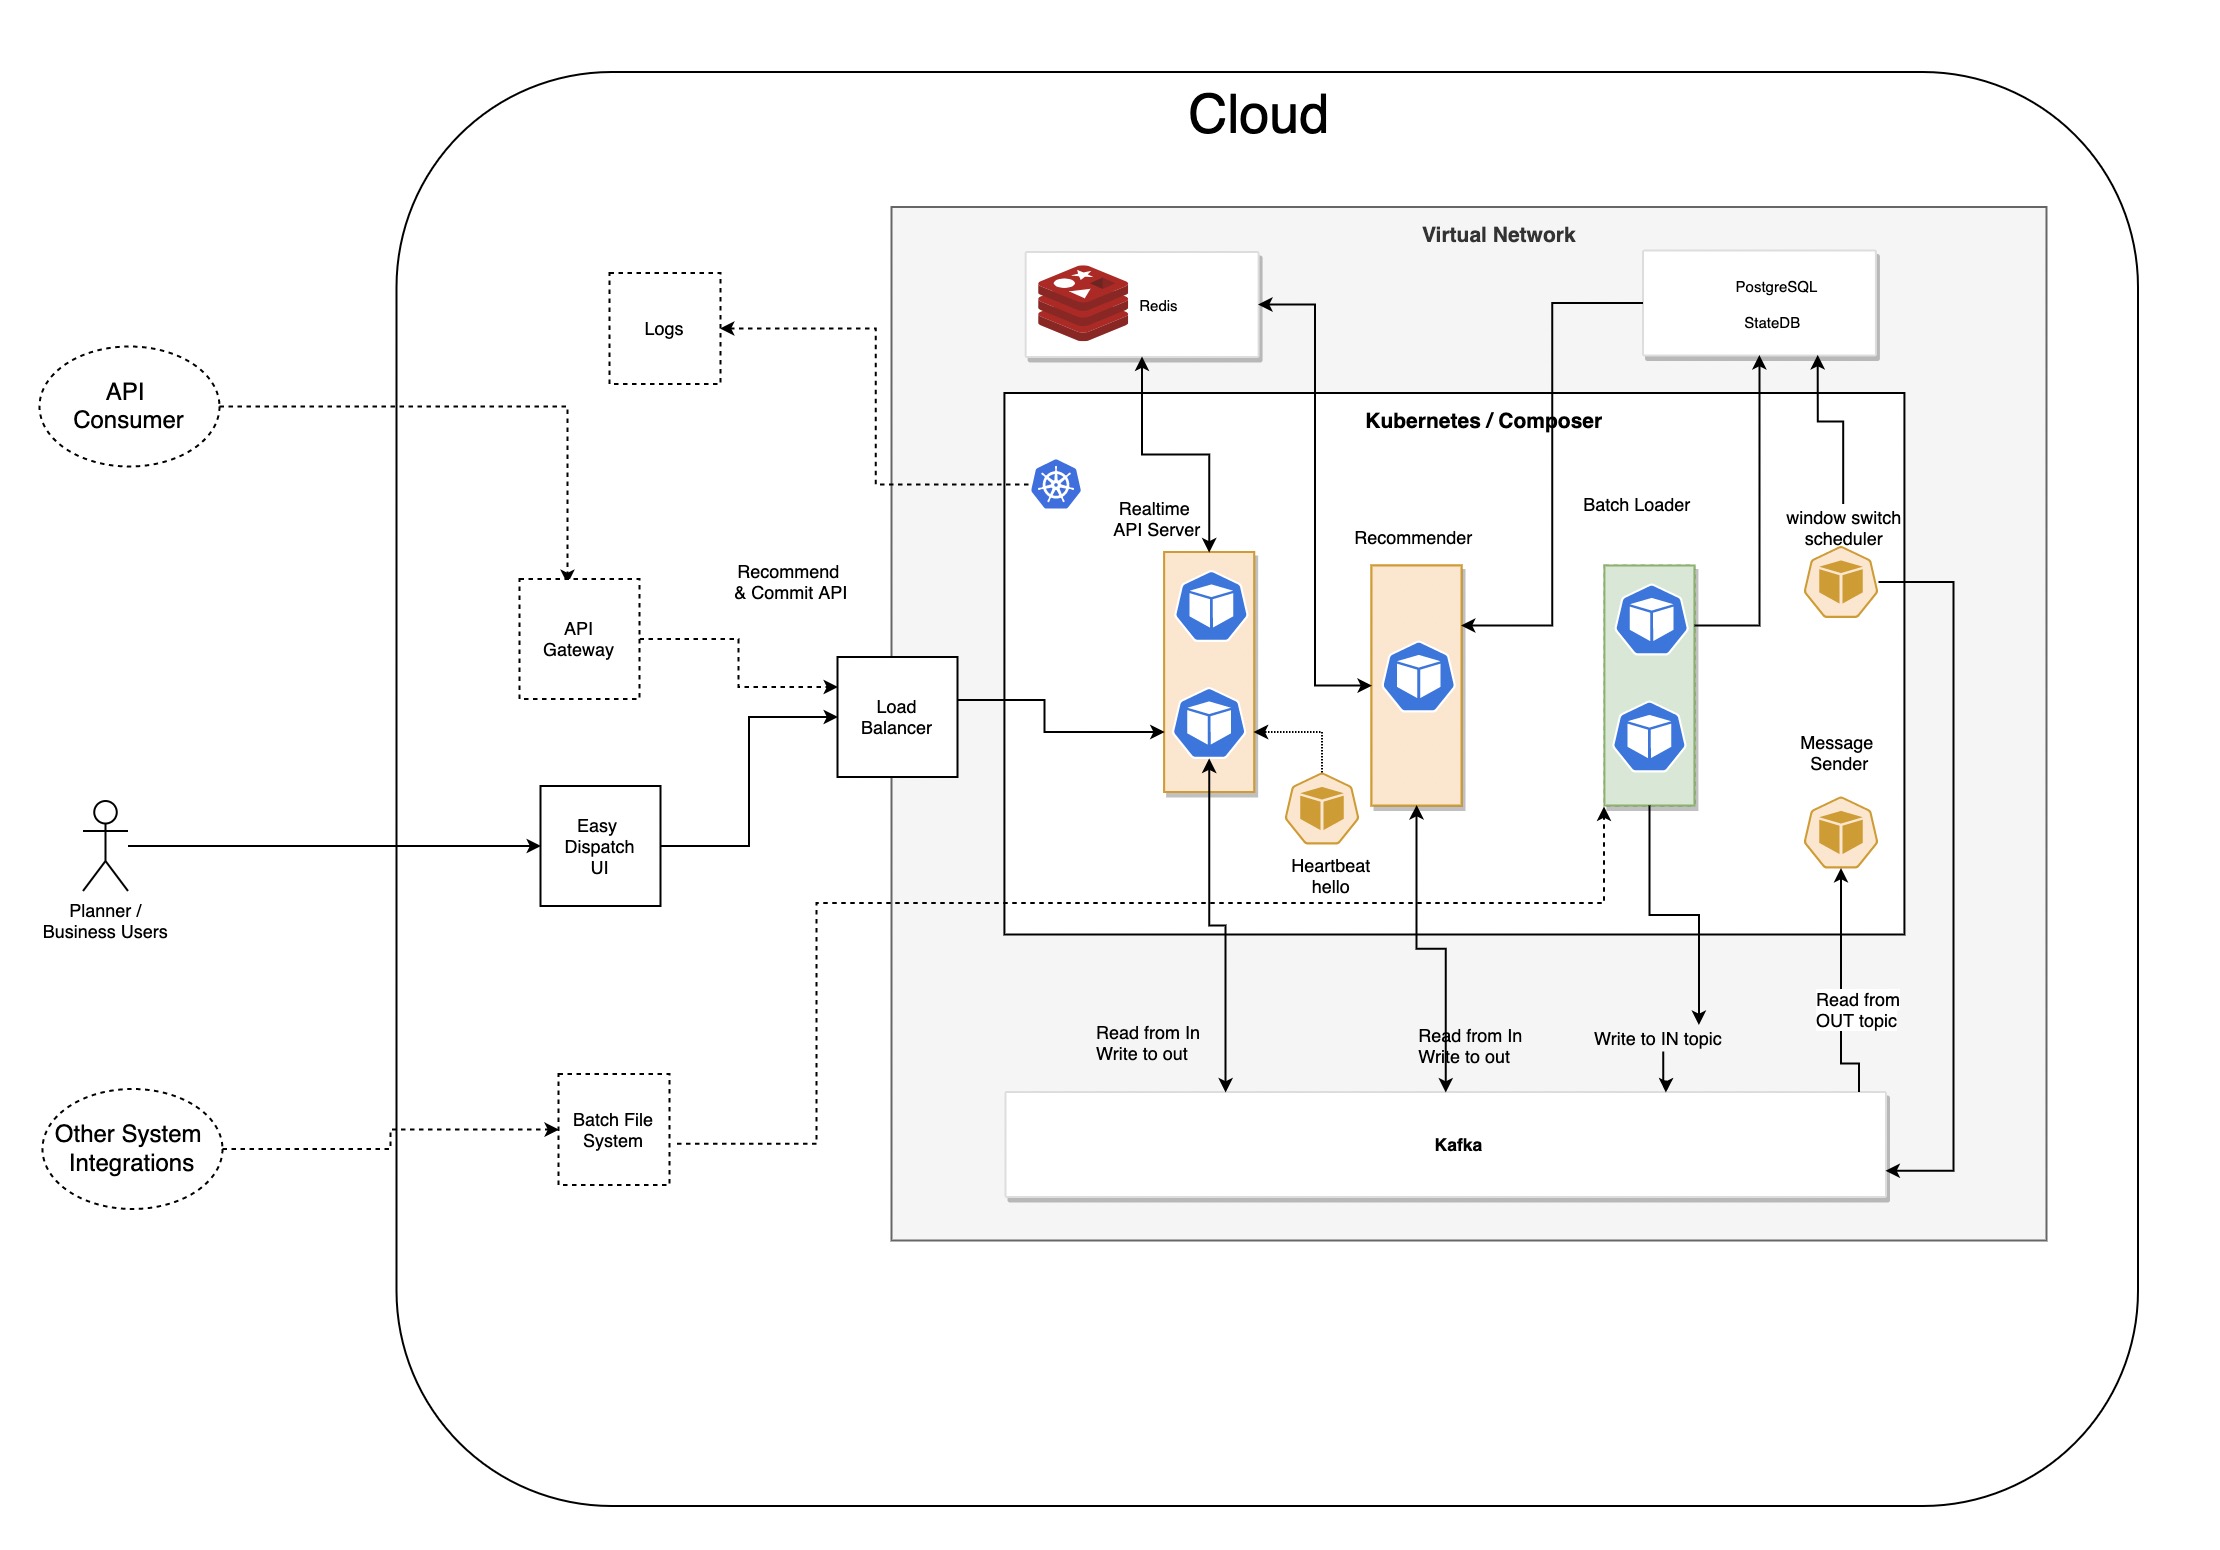 Cloud
Virtual Network
Redis
PostgreSQL
StateDB
Logs
API
Consumer
Kubernetes / Composer
Realtime
API Server
Recommender
Batch Loader
window switch
scheduler
Recommend
& Commit API
API
Gateway
Load
Balancer
Message
Sender
Easy
Dispatch
UI
Heartbeat
hello
Planner /
Business Users
Read from In
Write to out
Read from In
Write to out
Write to IN topic
Read from
OUT topic
Batch File
System
Other System
Integrations
Kafka